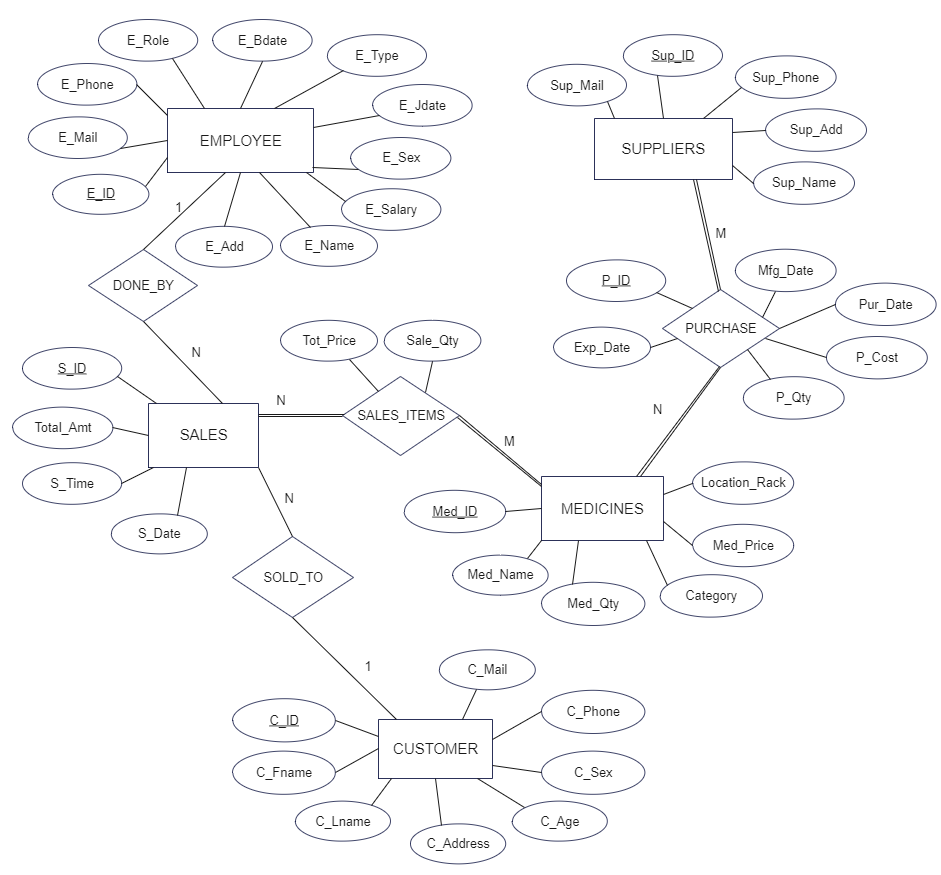 E_Role
E_Bdate
E_Type
E_Phone
E_Jdate
E_Mail
EMPLOYEE
E_Sex
E_ID
E_Salary
E_Add
E_Name
Sup_ID
Sup_Mail
Sup_Phone
Sup_Add
SUPPLIERS
Sup_Name
1
DONE_BY
N
M
P_ID
Mfg_Date
Pur_Date
PURCHASE
Exp_Date
P_Cost
P_Qty
N
Tot_Price
Sale_Qty
S_ID
N
SALES_ITEMS
M
Total_Amt
SALES
S_Time
S_Date
N
Med_ID
MEDICINES
Location_Rack
Med_Price
Med_Name
Med_Qty
Category
SOLD_TO
1
C_Mail
C_ID
C_Phone
CUSTOMER
C_Fname
C_Sex
C_Lname
C_Age
C_Address